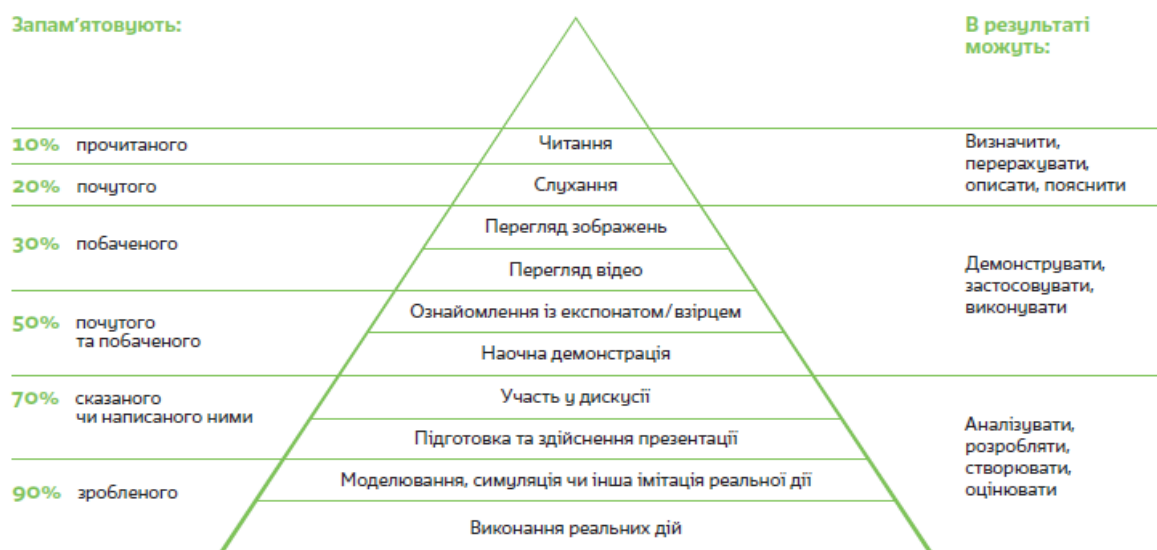 Запам’ятовують:
В результаті
можуть:
10% прочитаного
Читання
Визначити,
перерахувати,
описати, пояснити
20% почутого
Слухання
30% побаченого
Перегляд зображень
Перегляд відео
Демонструвати,
застосовувати,
виконувати
50% почутого
та побаченого
Ознайомлення із експонатом/взірцем
Наочна демонстрація
70% сказаного
чи написаного ними
Участь у дискусії
Підготовка та здійснення презентації
Аналізувати,
розробляти,
створювати,
оцінювати
90% зробленого
Моделювання, симуляція чи інша імітація реальної дії
Виконання реальних дій